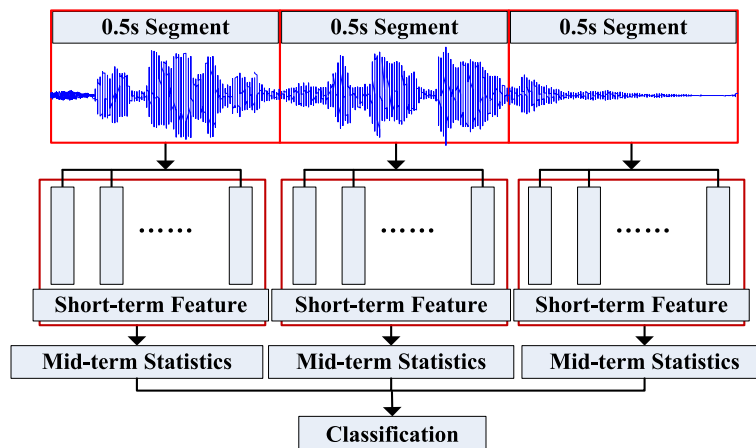 0.5s Segment 0.5s Segment 0.5s Segment
...... ...... ......
Short-term Feature Short-term Feature Short-term Feature
Mid-term Statistics Mid-term Statistics Mid-term Statistics
Classification